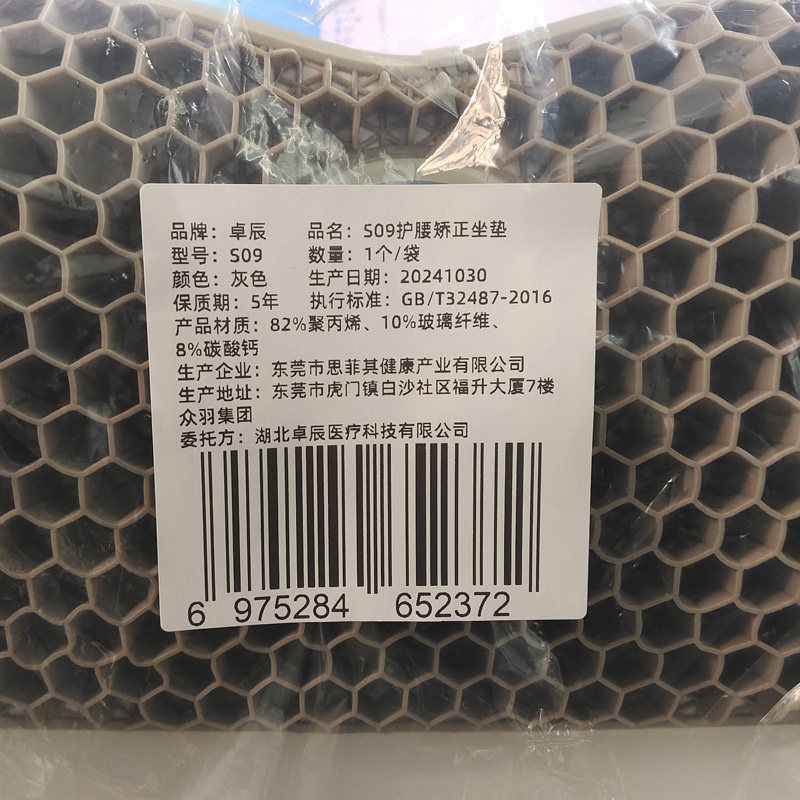 品牌：卓辰 品名：S09护腰矫正坐垫
型号：S09 数量：1个/袋
颜色：灰色 生产日期：20241030
保质期：5年 执行标准：GB/T32487-2016
产品材质：82%聚丙烯、10%玻璃纤维、
8%碳酸钙
生产企业：东莞市思菲其健康产业有限公司
生产地址：东莞市虎门镇白沙社区福升大厦7楼
众羽集团
委托方：湖北卓辰医疗科技有限公司
6 975284 652372